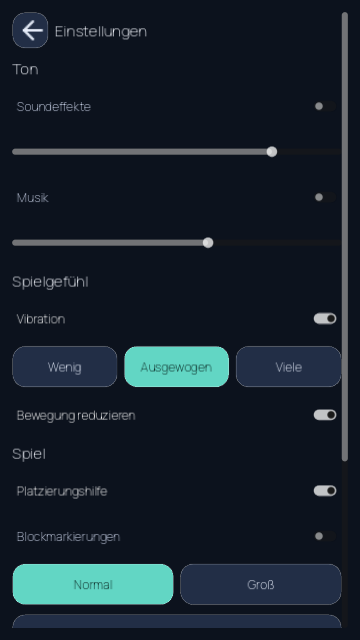 Einstellungen
Ton
Soundeffekte
Musik
Spielgefühl
Vibration
Wenig
Ausgewogen
Viele
Bewegung reduzieren
Spiel
Platzierungshilfe
Blockmarkierungen
Normal
Groß